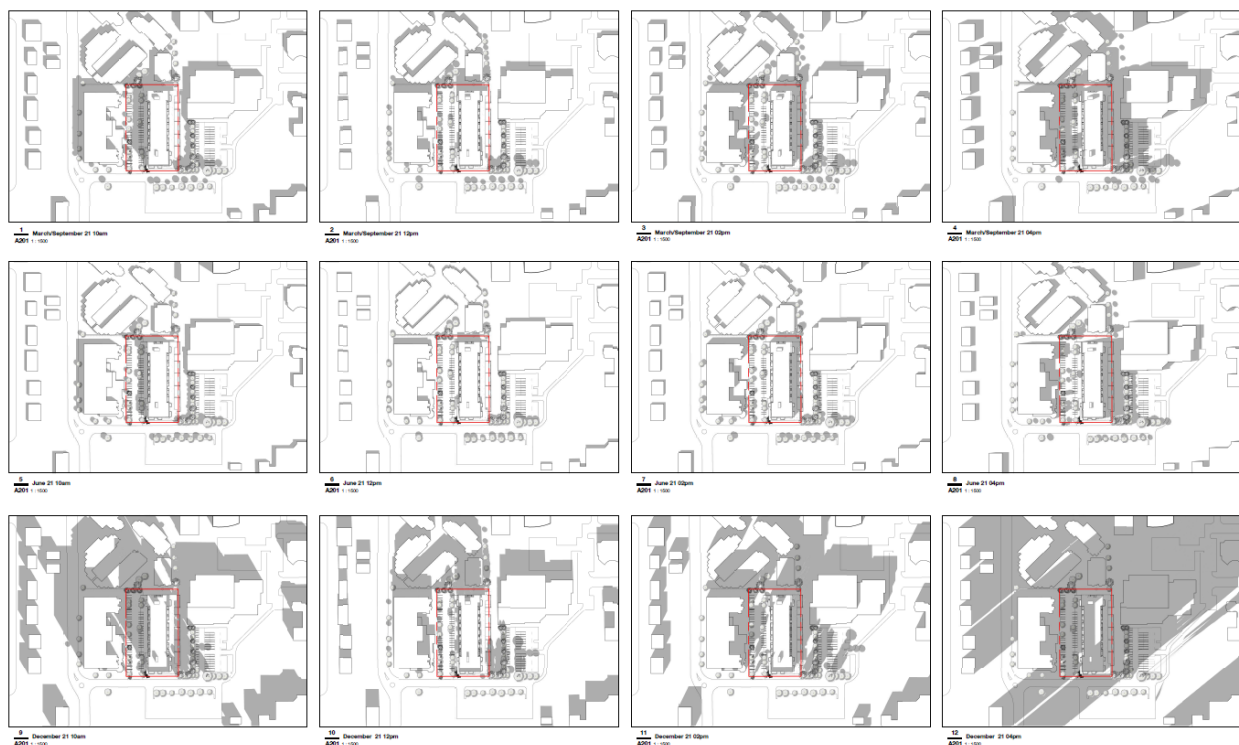 1 March/September 21 10am
A201 1 : 1500
2 March/September 21 12pm
A201 1 : 1500
3 March/September 21 02pm
A201 1 : 1500
4 March/September 21 04pm
A201 1 : 1500
5 June 21 10am
A201 1 : 1500
6 June 21 12pm
A201 1 : 1500
7 June 21 02pm
A201 1 : 1500
8 June 21 04pm
A201 1 : 1500
9 December 21 10am
A201 1 : 1500
10 December 21 12pm
A201 1 : 1500
11 December 21 02pm
A201 1 : 1500
12 December 21 04pm
A201 1 : 1500